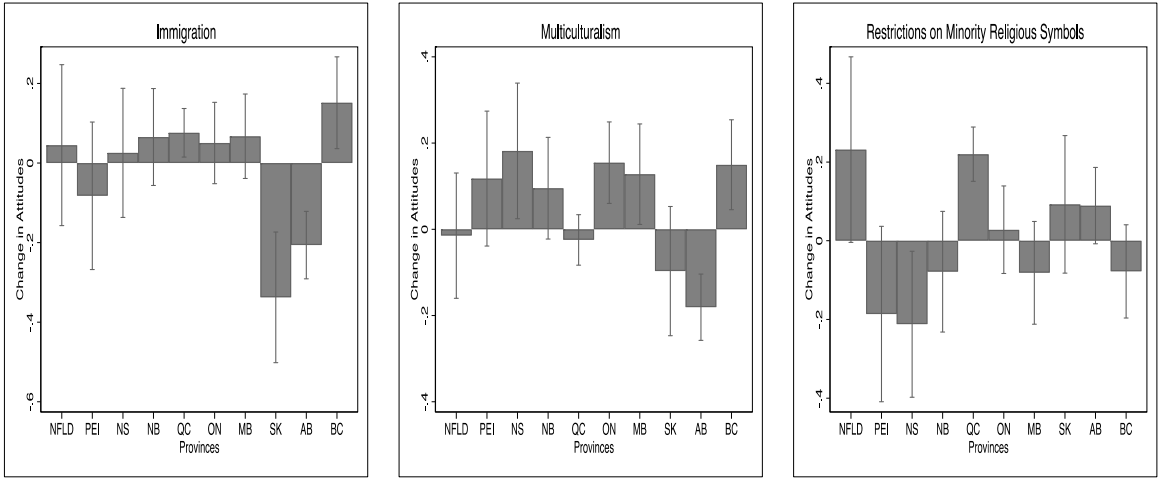 Immigration
Change in Attitudes
.2
0
-.2
-.4
-.6
NFLD PEI NS NB QC ON MB SK AB BC
Provinces
Multiculturalism
Change in Attitudes
.4
.2
0
-.2
-.4
NFLD PEI NS NB QC ON MB SK AB BC
Provinces
Restrictions on Minority Religious Symbols
Change in Attitudes
.4
.2
0
-.2
-.4
NFLD PEI NS NB QC ON MB SK AB BC
Provinces